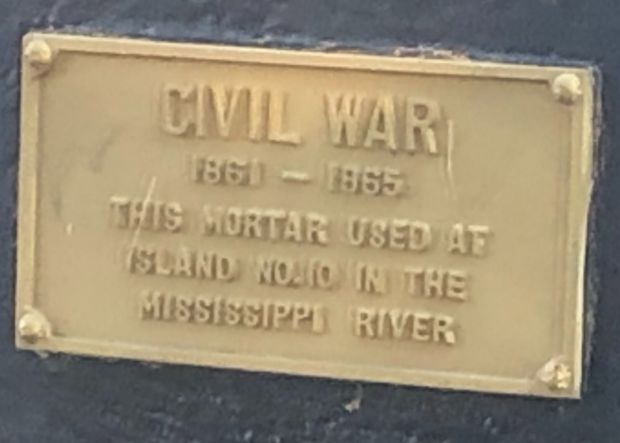 CIVIL WAR
1861 — 1865
THIS MORTAR USED AT
ISLAND NO.10 IN THE
MISSISSIPPI RIVER